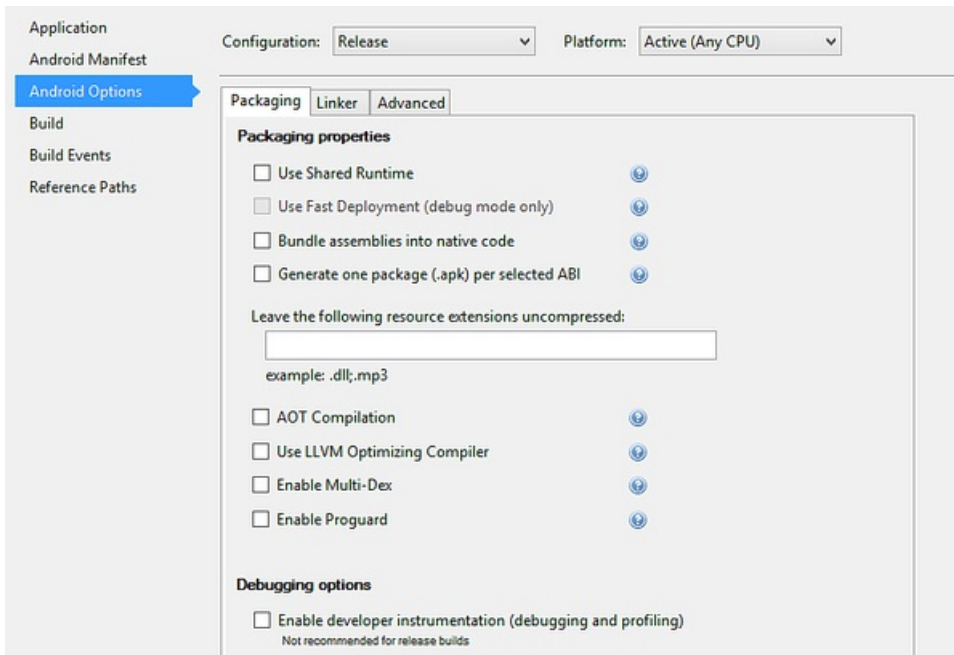 Application
Android Manifest
Android Options
Build
Build Events
Reference Paths
Configuration: Release Platform: Active (Any CPU)
Packaging Linker Advanced
Packaging properties
Use Shared Runtime
Use Fast Deployment (debug mode only)
Bundle assemblies into native code
Generate one package (.apk) per selected ABI
Leave the following resource extensions uncompressed:
example: .dll;.mp3
AOT Compilation
Use LLVM Optimizing Compiler
Enable Multi-Dex
Enable Proguard
Debugging options
Enable developer instrumentation (debugging and profiling)
Not recommended for release builds